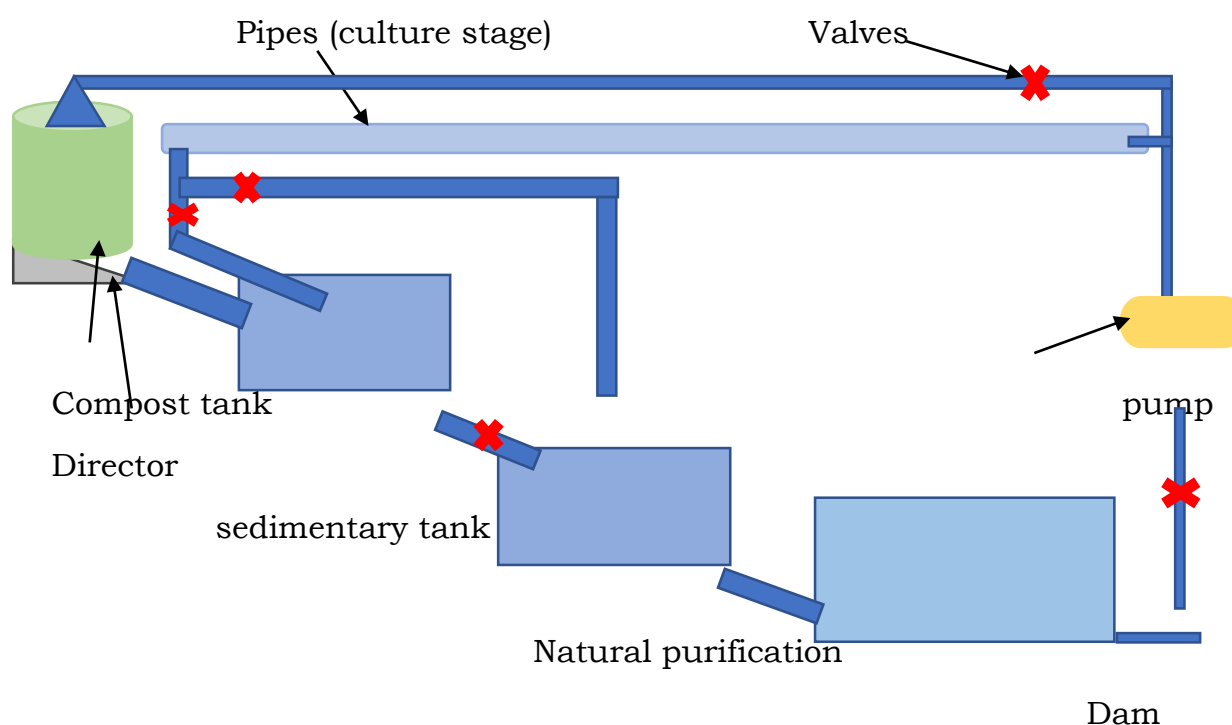 Pipes (culture stage)
Valves
Compost tank
pump
Director
sedimentary tank
Natural purification
Dam